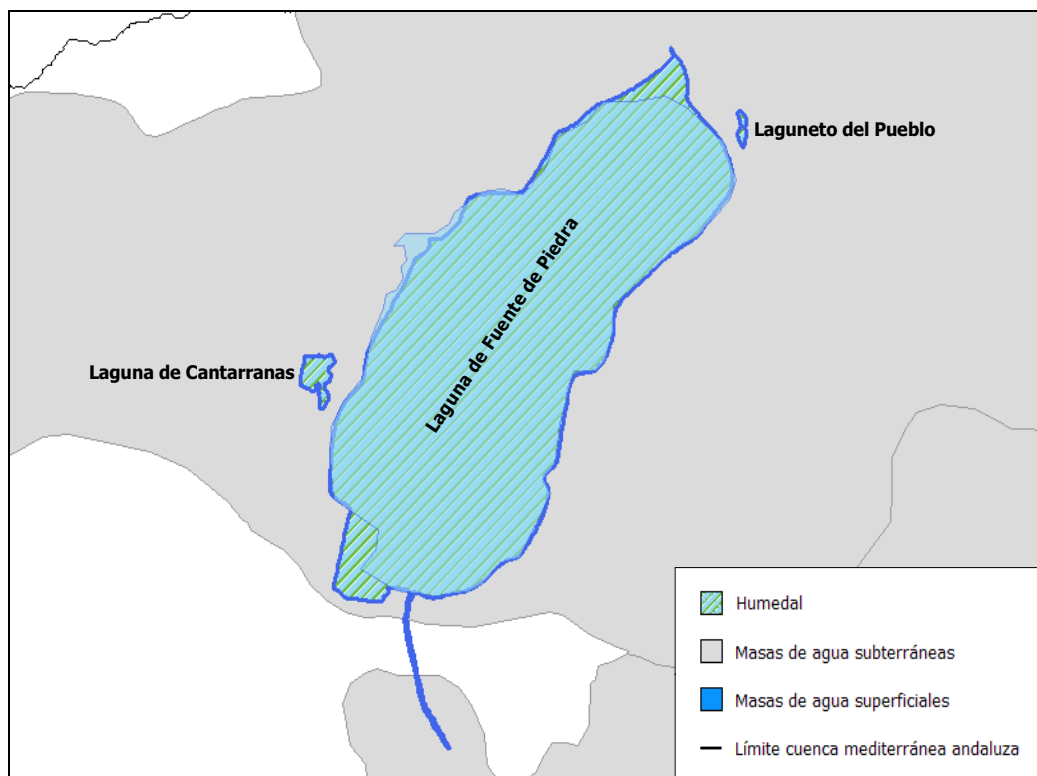 Laguneto del Pueblo
Laguna de Fuente de Piedra
Laguna de Cantarranas
Humedal
Masas de agua subterráneas
Masas de agua superficiales
Límite cuenca mediterránea andaluza